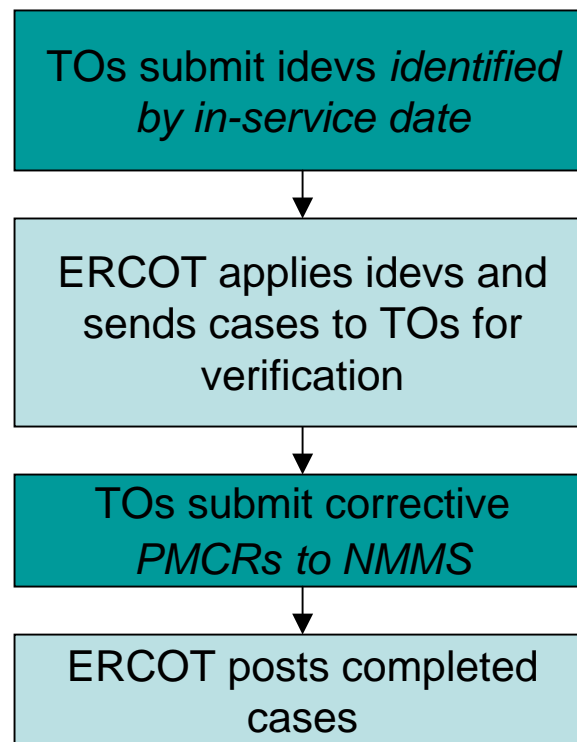 TOs submit idevs identified
by in-service date
ERCOT applies idevs and
sends cases to TOs for
verification
TOs submit corrective
PMCRs to NMMS
ERCOT posts completed
cases